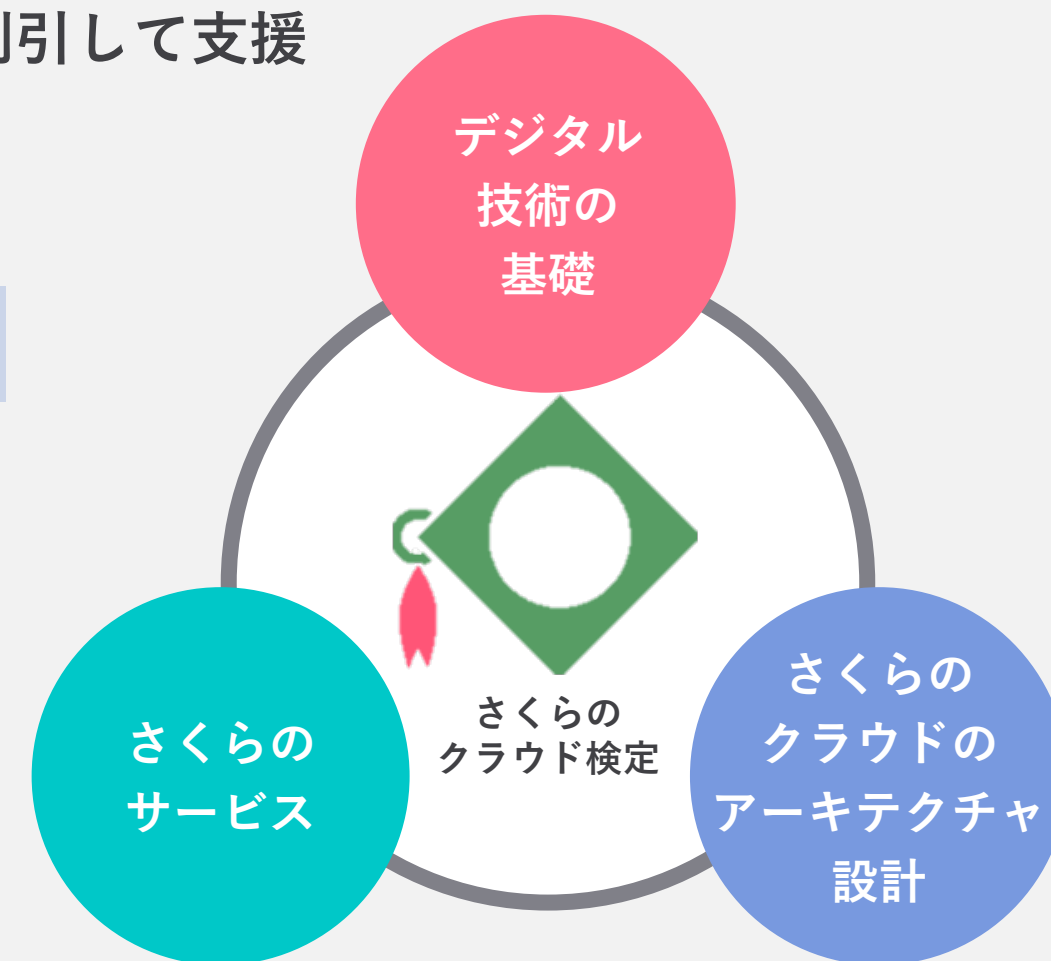 引して支援
デジタル
技術の
基礎
さくらの
クラウド検定
さくらの
サービス
さくらの
クラウドの
アーキテクチャ
設計